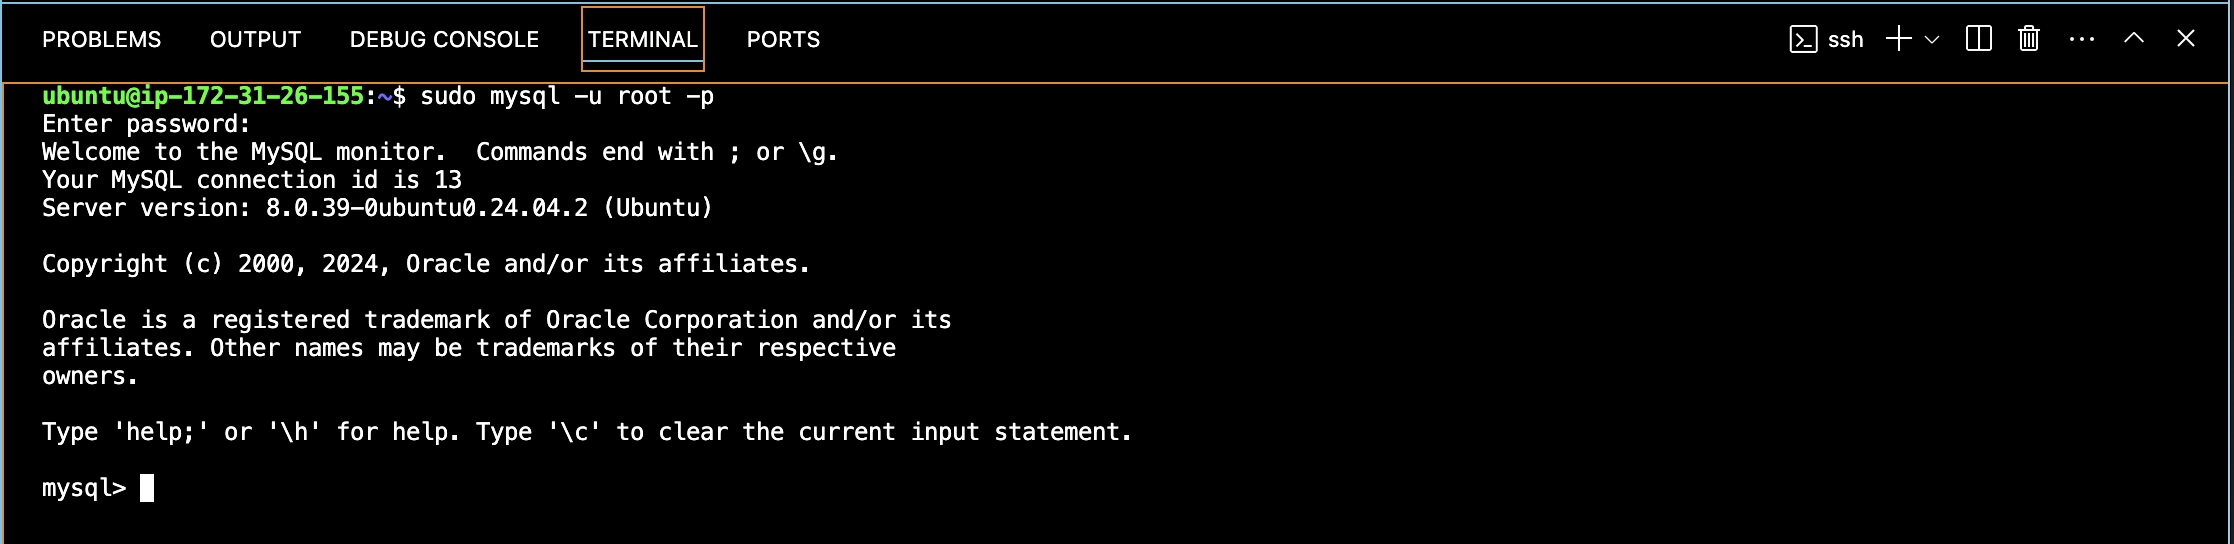 PROBLEMS OUTPUT DEBUG CONSOLE TERMINAL PORTS ssh
ubuntu@ip-172-31-26-155:~$ sudo mysql -u root -p
Enter password:
Welcome to the MySQL monitor.  Commands end with ; or \g.
Your MySQL connection id is 13
Server version: 8.0.39-0ubuntu0.24.04.2 (Ubuntu)
Copyright (c) 2000, 2024, Oracle and/or its affiliates.
Oracle is a registered trademark of Oracle Corporation and/or its
affiliates. Other names may be trademarks of their respective
owners.
Type 'help;' or '\h' for help. Type '\c' to clear the current input statement.
mysql>